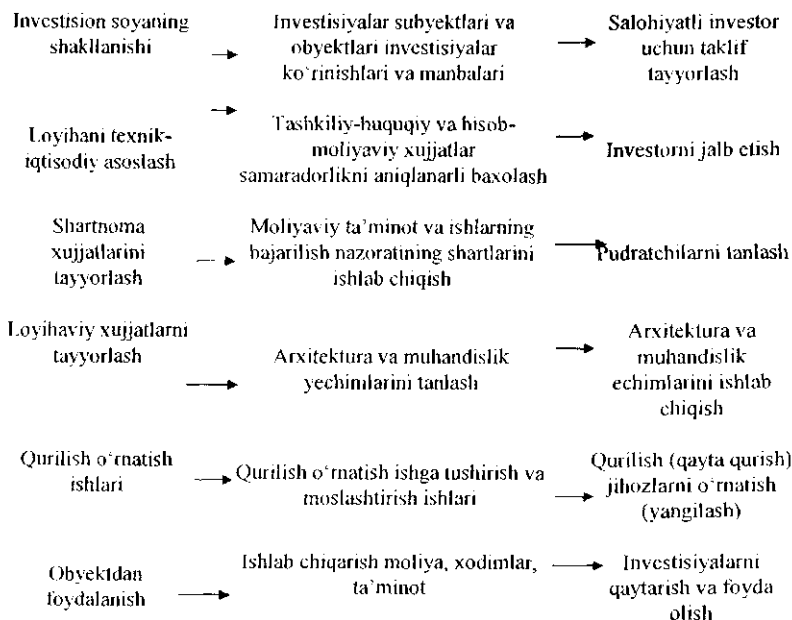 Investision soyaning
shakllanishi
Investisiyalar subyektlari va
obyektlari investisiyalar
ko‘rinishlari va manbalari
Salohiyatli investor
uchun taklif
tayyorlash
Loyihani texnik-
iqtisodiy asoslash
Tashkiliy-huquqiy va hisob-
moliyaviy xujjatlar
samaradorlikni aniqlanarli baxolash
Investorni jalb etish
Shartnoma
xujjatlarini
tayyorlash
Moliyaviy ta’minot va ishlarning
bajarilish nazoratining shartlarini
ishlab chiqish
Pudratchilarni tanlash
Loyihaviy xujjatlarni
tayyorlash
Arxitektura va muhandislik
yechimlarini tanlash
Arxitektura va
muhandislik
echimlarini ishlab
chiqish
Qurilish o‘rnatish
ishlari
Qurilish o‘rnatish ishga tushirish va
moslashtirish ishlari
Qurilish (qayta qurish)
jihozlarni o‘rnatish
(yangilash)
Obyektdan
foydalanish
Ishlab chiqarish moliya, xodimlar,
ta’minot
Investisiyalarni
qaytarish va foyda
olish